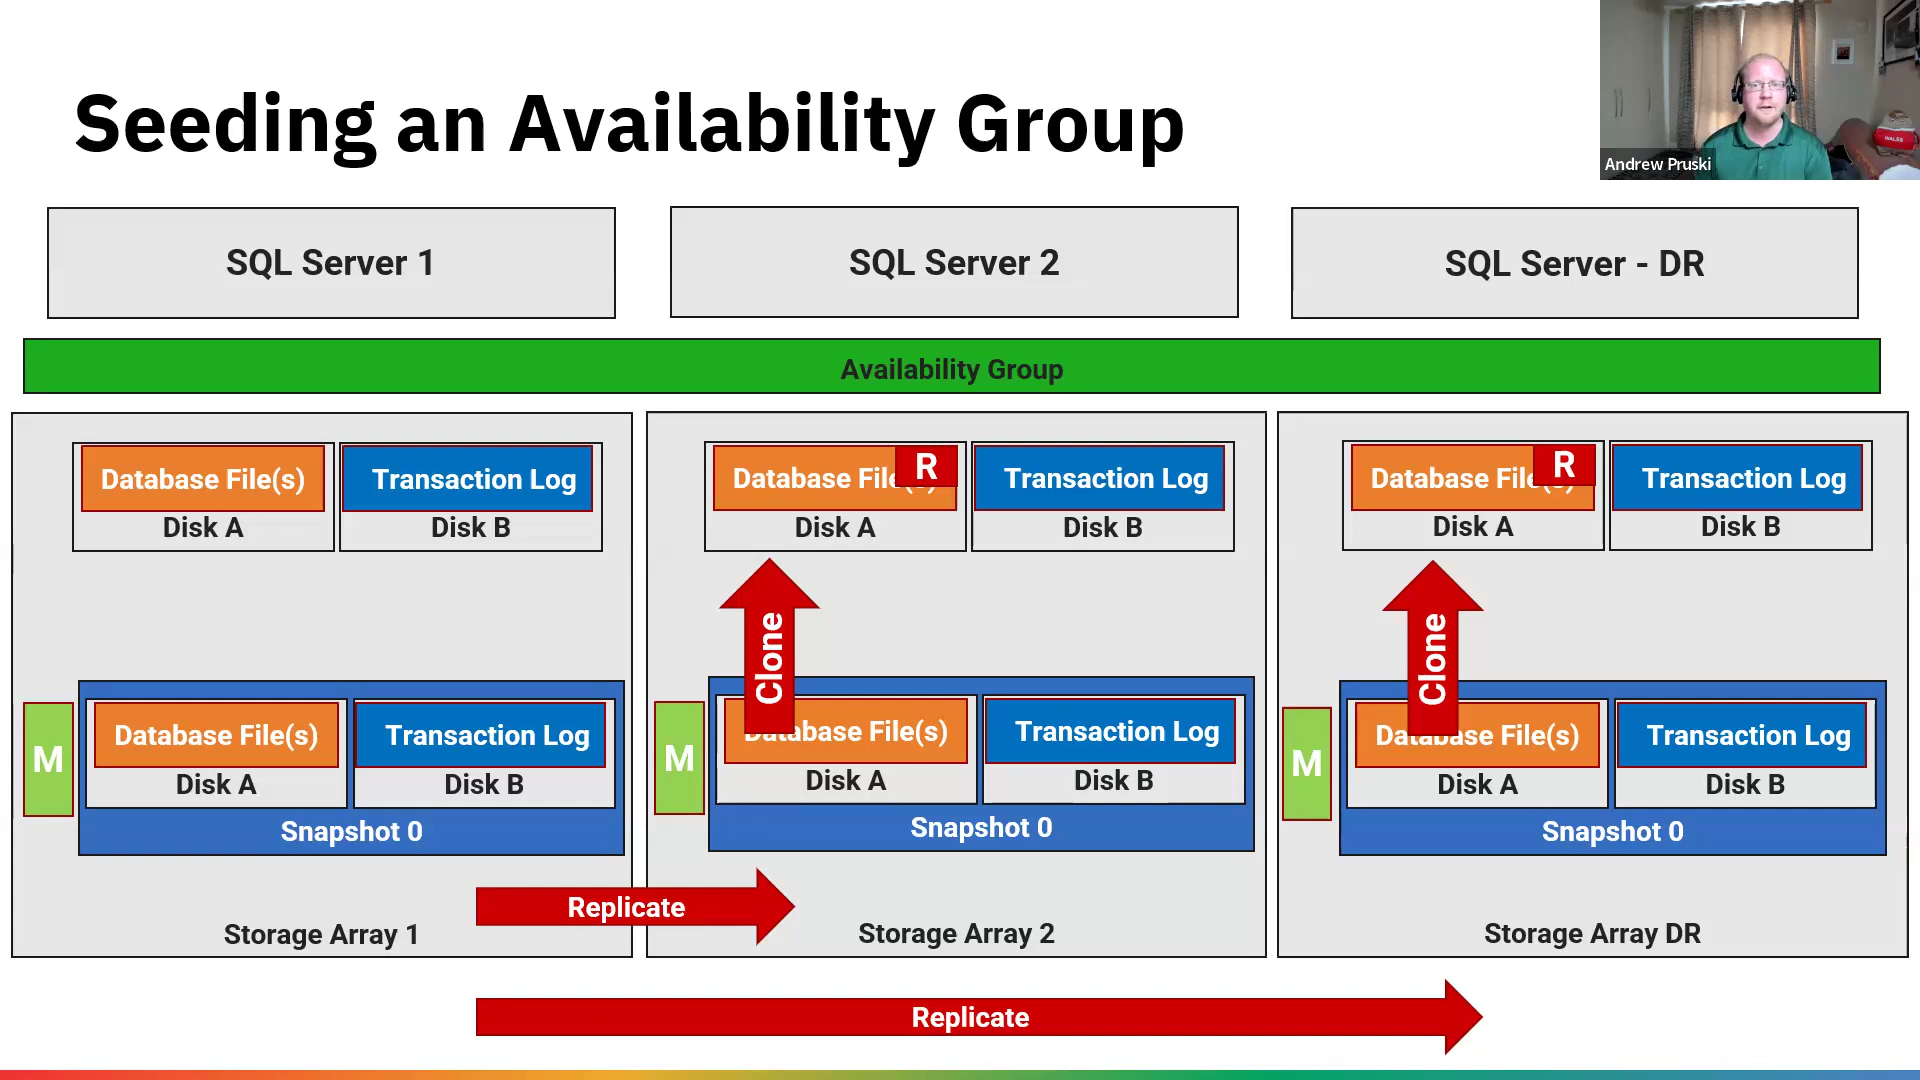 Seeding an Availability Group
Andrew Pruski
WALES
SQL Server 1
SQL Server 2
SQL Server - DR
Availability Group
Database File(s)
Transaction Log
Disk A
Disk B
Database File(s)
R
Transaction Log
Disk A
Disk B
Database File(s)
R
Transaction Log
Disk A
Disk B
Clone
Clone
M
Database File(s)
Transaction Log
Disk A
Disk B
Snapshot 0
M
Database File(s)
Transaction Log
Disk A
Disk B
Snapshot 0
M
Database File(s)
Transaction Log
Disk A
Disk B
Snapshot 0
Replicate
Storage Array 1
Storage Array 2
Storage Array DR
Replicate